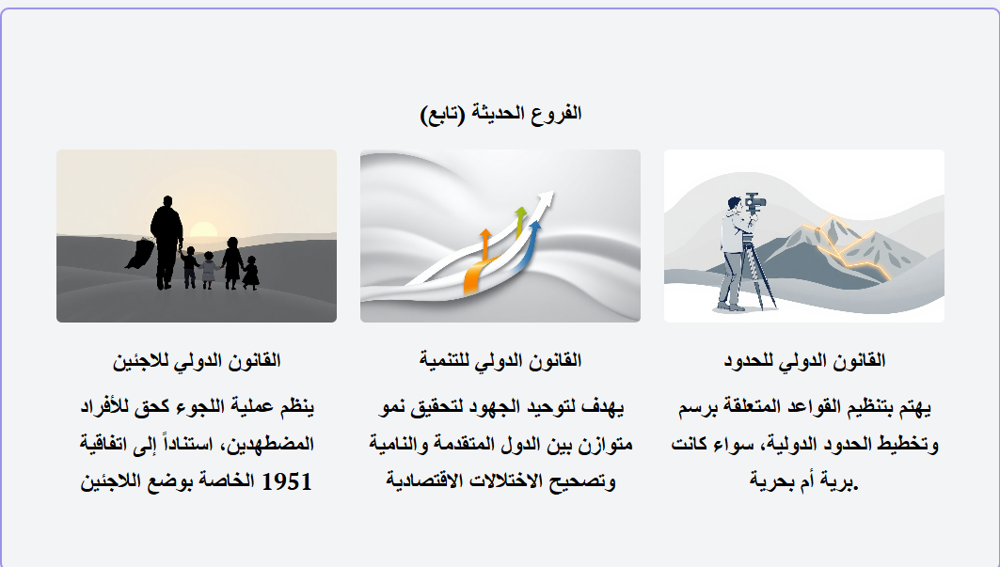 الفروع الحديثة (تابع)
القانون الدولي للحدود
يهتم بتنظيم القواعد المتعلقة برسم
وتخطيط الحدود الدولية، سواء كانت
برية أم بحرية.
القانون الدولي للتنمية
يهدف لتوحيد الجهود لتحقيق نمو
متوازن بين الدول المتقدمة والنامية
وتصحيح الاختلالات الاقتصادية
القانون الدولي للاجئين
ينظم عملية اللجوء كحق للأفراد
المضطهدين، استناداً إلى اتفاقية
1951 الخاصة بوضع اللاجئين